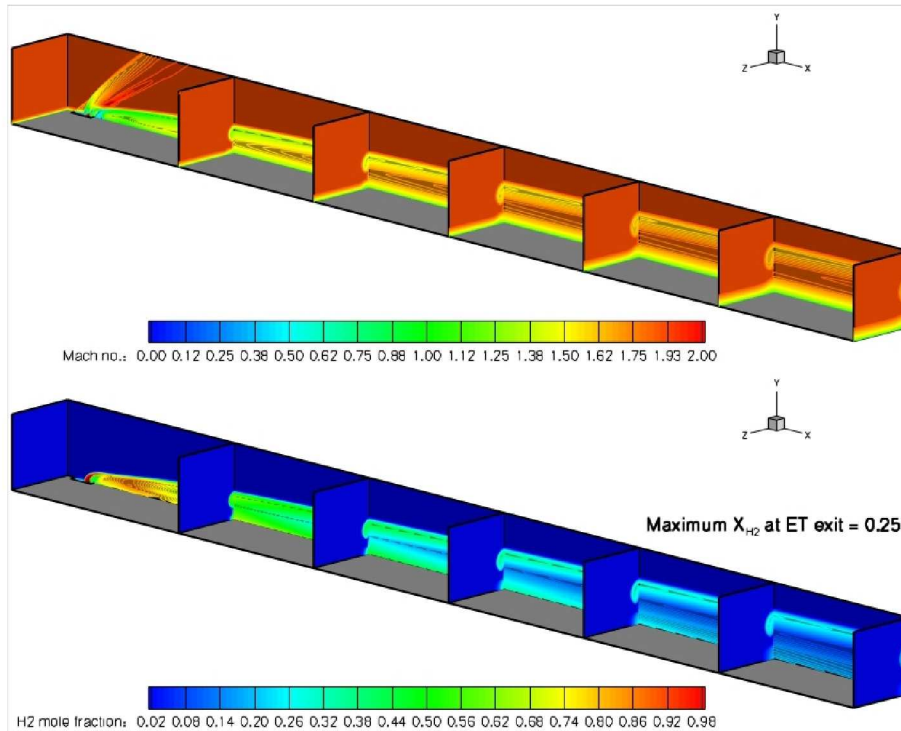 Y
Z X
Mach no.: 0.00 0.12 0.25 0.38 0.50 0.62 0.75 0.88 1.00 1.12 1.25 1.38 1.50 1.62 1.75 1.93 2.00
Y
Z X
Maximum X_H2 at ET exit = 0.25
H2 mole fraction: 0.02 0.08 0.14 0.20 0.26 0.32 0.38 0.44 0.50 0.56 0.62 0.68 0.74 0.80 0.86 0.92 0.98